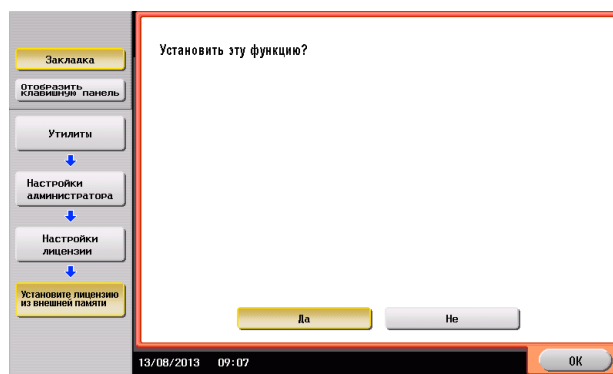 Закладка
Отобразить
клавишную панель
Утилиты
Настройки
администратора
Настройки
лицензии
Установите лицензию
из внешней памяти
Установить эту функцию?
Да
Не
13/08/2013 09:07
OK